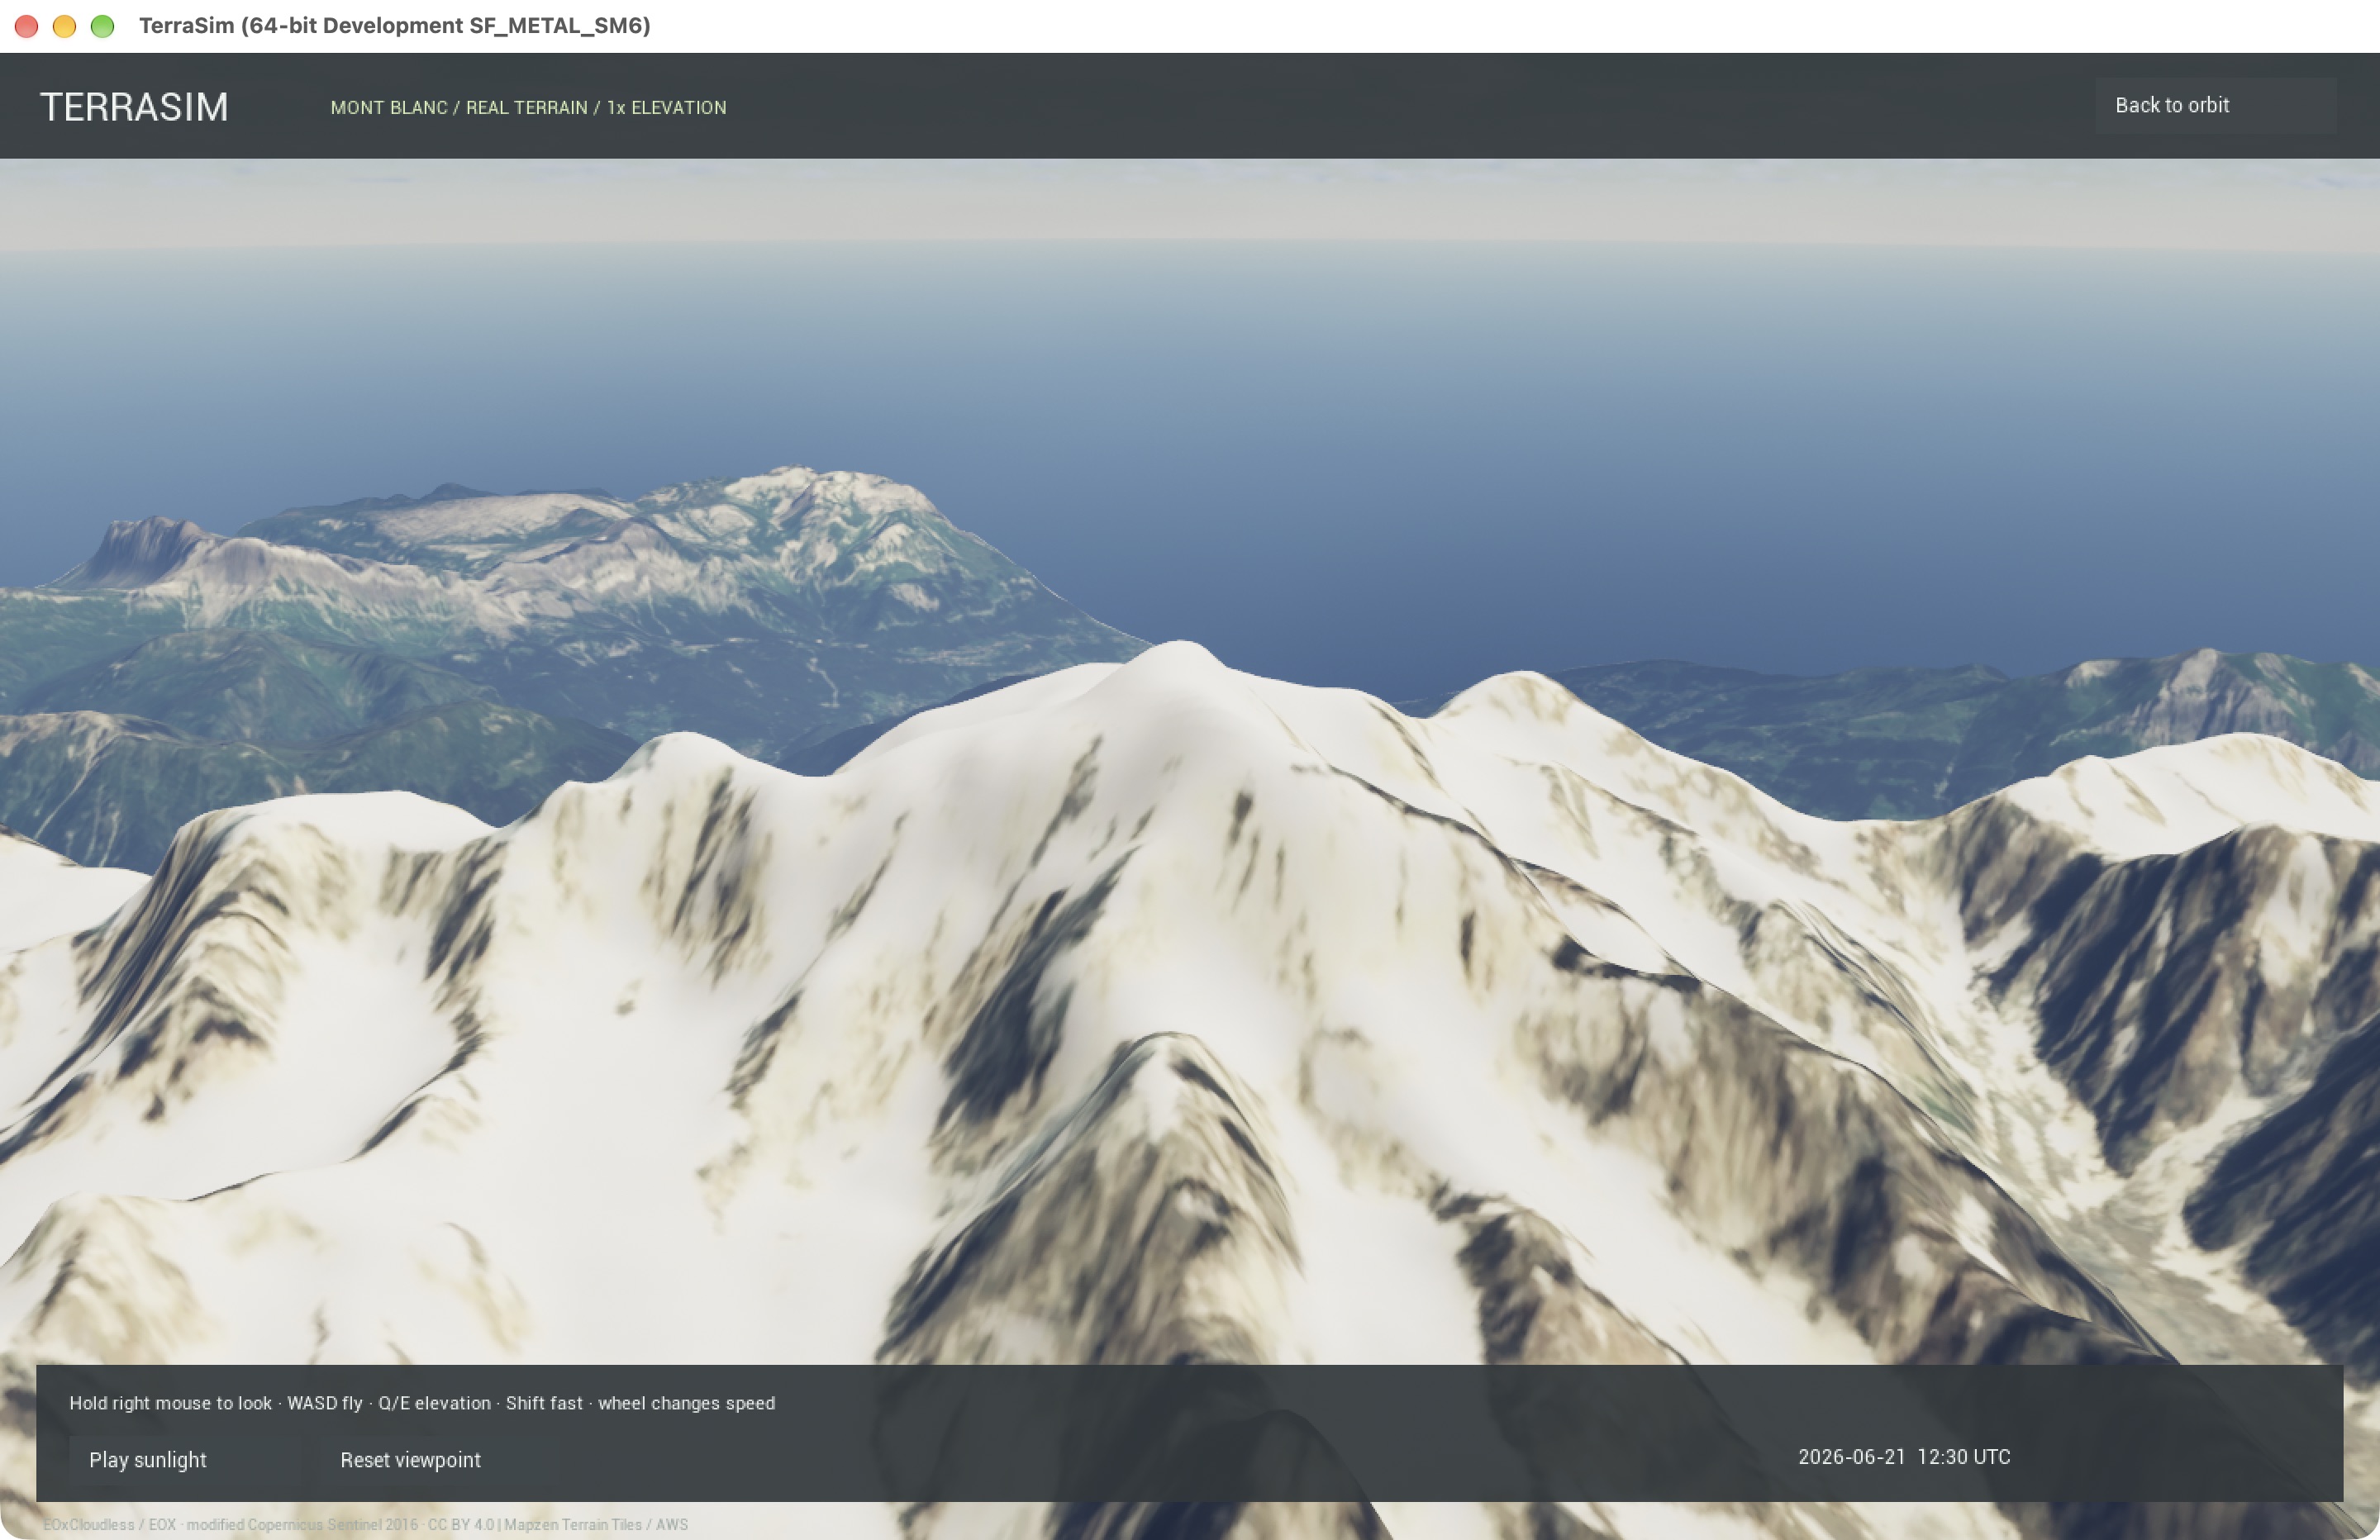 TerraSim (64-bit Development SF_METAL_SM6)
TERRASIM
MONT BLANC / REAL TERRAIN / 1x ELEVATION
Back to orbit
Hold right mouse to look · WASD fly · Q/E elevation · Shift fast · wheel changes speed
Play sunlight
Reset viewpoint
2026-06-21 12:30 UTC
EOxCloudless / EOX · modified Copernicus Sentinel 2016 · CC BY 4.0 | Mapzen Terrain Tiles / AWS